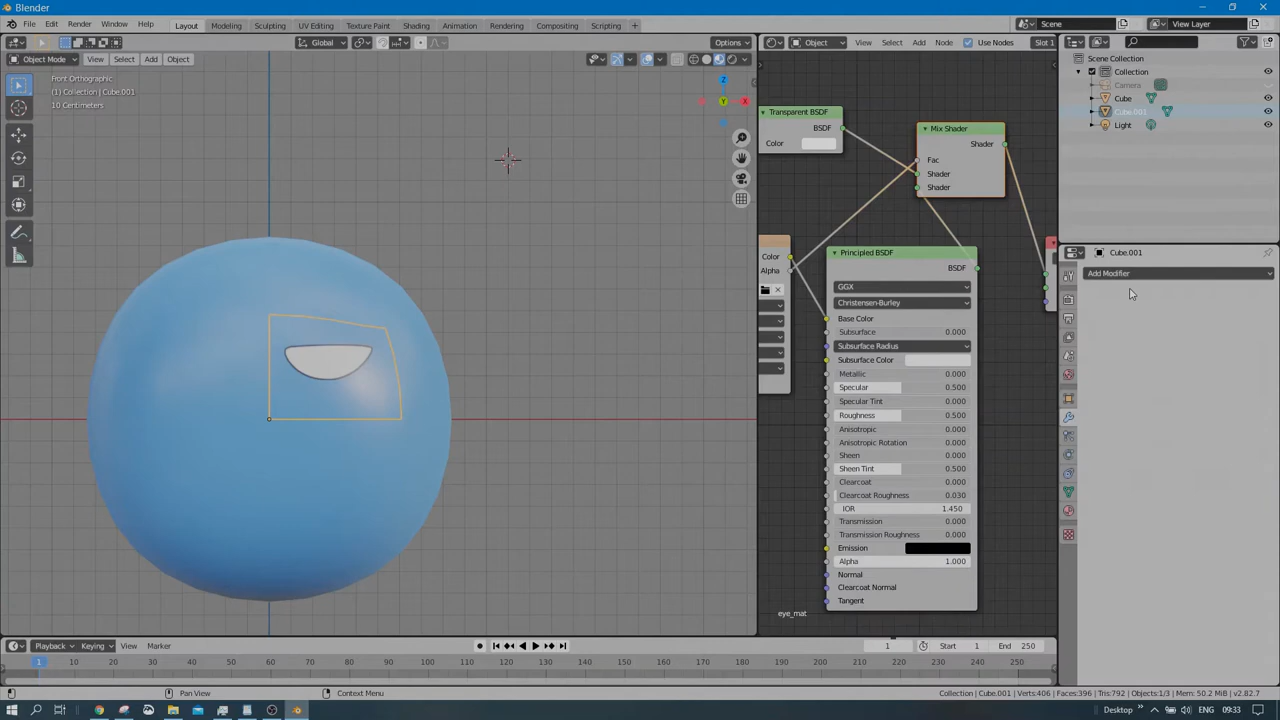 Blender
File Edit Render Window Help Layout Modeling Sculpting UV Editing Texture Paint Shading Animation Rendering Compositing Scripting + Scene View Layer
Global Options Object View Select Add Node Use Nodes Slot 1
Object Mode View Select Add Object
Front Orthographic
(1) Collection | Cube.001
10 Centimeters
Z
X
Y
Transparent BSDF
BSDF
Color
Mix Shader
Shader
Fac
Shader
Shader
Color
Alpha
Principled BSDF
BSDF
GGX
Christensen-Burley
Base Color
Subsurface 0.000
Subsurface Radius
Subsurface Color
Metallic 0.000
Specular 0.500
Specular Tint 0.000
Roughness 0.500
Anisotropic 0.000
Anisotropic Rotation 0.000
Sheen 0.000
Sheen Tint 0.500
Clearcoat 0.000
Clearcoat Roughness 0.030
IOR 1.450
Transmission 0.000
Transmission Roughness 0.000
Emission
Alpha 1.000
Normal
Clearcoat Normal
Tangent
eye_mat
Scene Collection
Collection
Camera
Cube
Cube.001
Light
Cube.001
Add Modifier
Playback Keying View Marker 1 Start 1 End 250
1 10 20 30 40 50 60 70 80 90 100 110 120 130 140 150 160 170 180 190 200 210 220 230 240 250
Pan View Context Menu Collection | Cube.001 | Verts:406 | Faces:396 | Tris:792 | Objects:1/3 | Mem: 50.2 MiB | v2.82.7
Desktop ENG 09:33